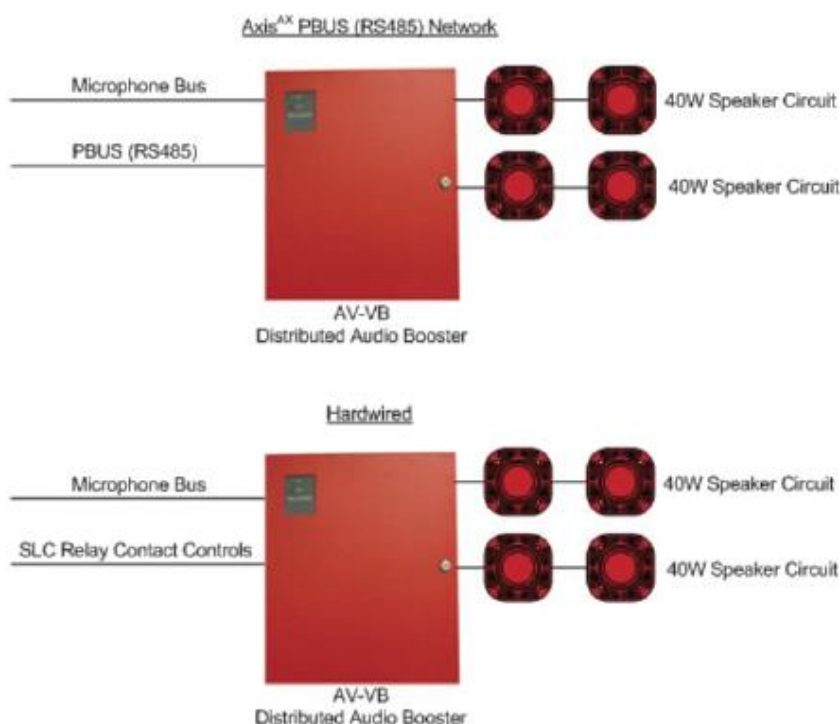 Axis^AX PBUS (RS485) Network
Microphone Bus
40W Speaker Circuit
PBUS (RS485)
40W Speaker Circuit
AV-VB
Distributed Audio Booster
Hardwired
Microphone Bus
40W Speaker Circuit
SLC Relay Contact Controls
40W Speaker Circuit
AV-VB
Distributed Audio Booster